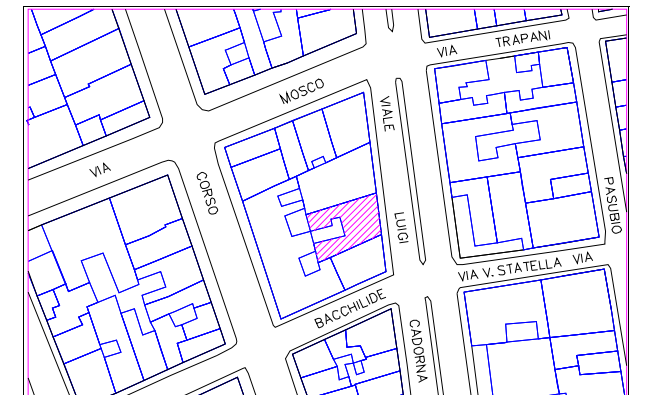 VIA TRAPANI
MOSCO
VIALE
VIA
CORSO
PASUBIO
LUIGI
VIA V. STATELLA VIA
BACCHILIDE
CADORNA